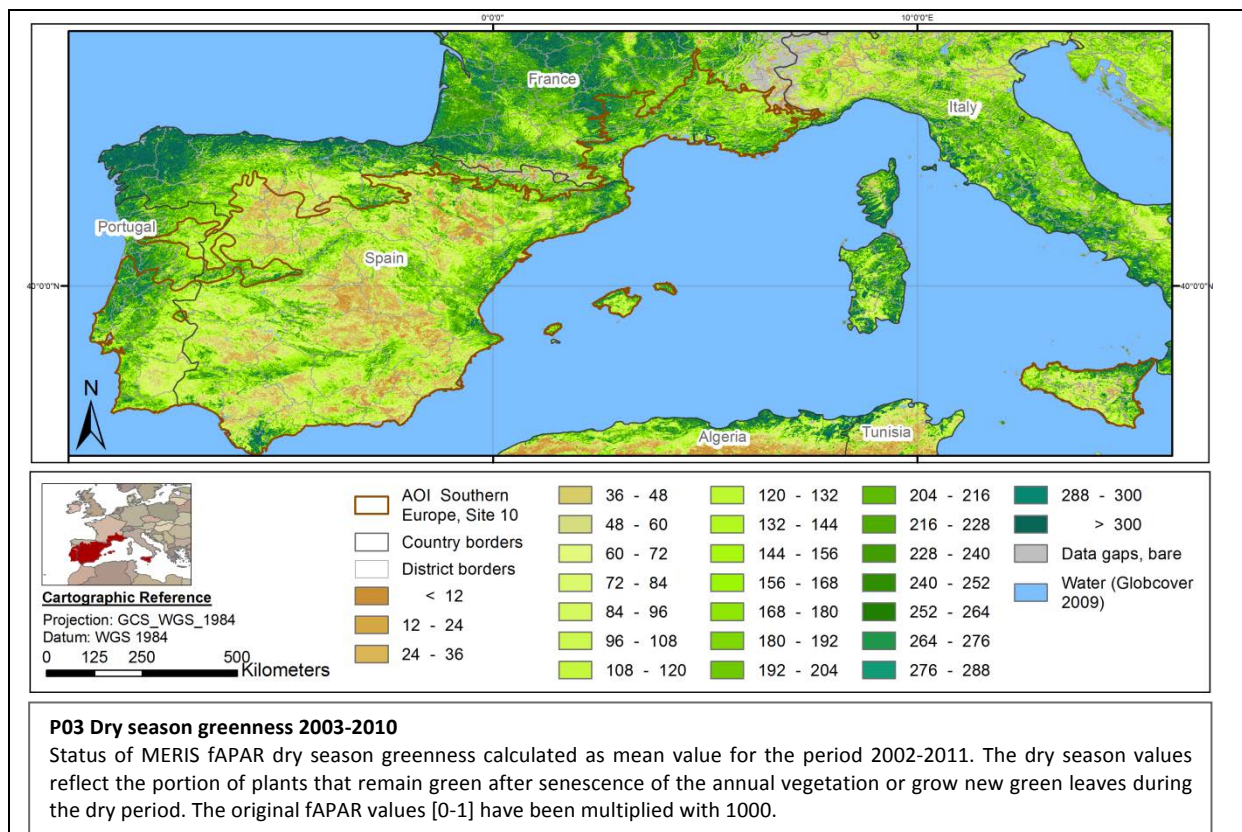 0°0'0"
10°0'0"E
France
Italy
Portugal
Spain
40°0'0"N
40°0'0"N
N
Algeria
Tunisia
AOI Southern
Europe, Site 10
Country borders
District borders
< 12
12 - 24
24 - 36
36 - 48
48 - 60
60 - 72
72 - 84
84 - 96
96 - 108
108 - 120
120 - 132
132 - 144
144 - 156
156 - 168
168 - 180
180 - 192
192 - 204
204 - 216
216 - 228
228 - 240
240 - 252
252 - 264
264 - 276
276 - 288
288 - 300
> 300
Data gaps, bare
Water (Globcover
2009)
Cartographic Reference
Projection: GCS_WGS_1984
Datum: WGS 1984
0 125 250 500
Kilometers
P03 Dry season greenness 2003-2010
Status of MERIS fAPAR dry season greenness calculated as mean value for the period 2002-2011. The dry season values
reflect the portion of plants that remain green after senescence of the annual vegetation or grow new green leaves during
the dry period. The original fAPAR values [0-1] have been multiplied with 1000.